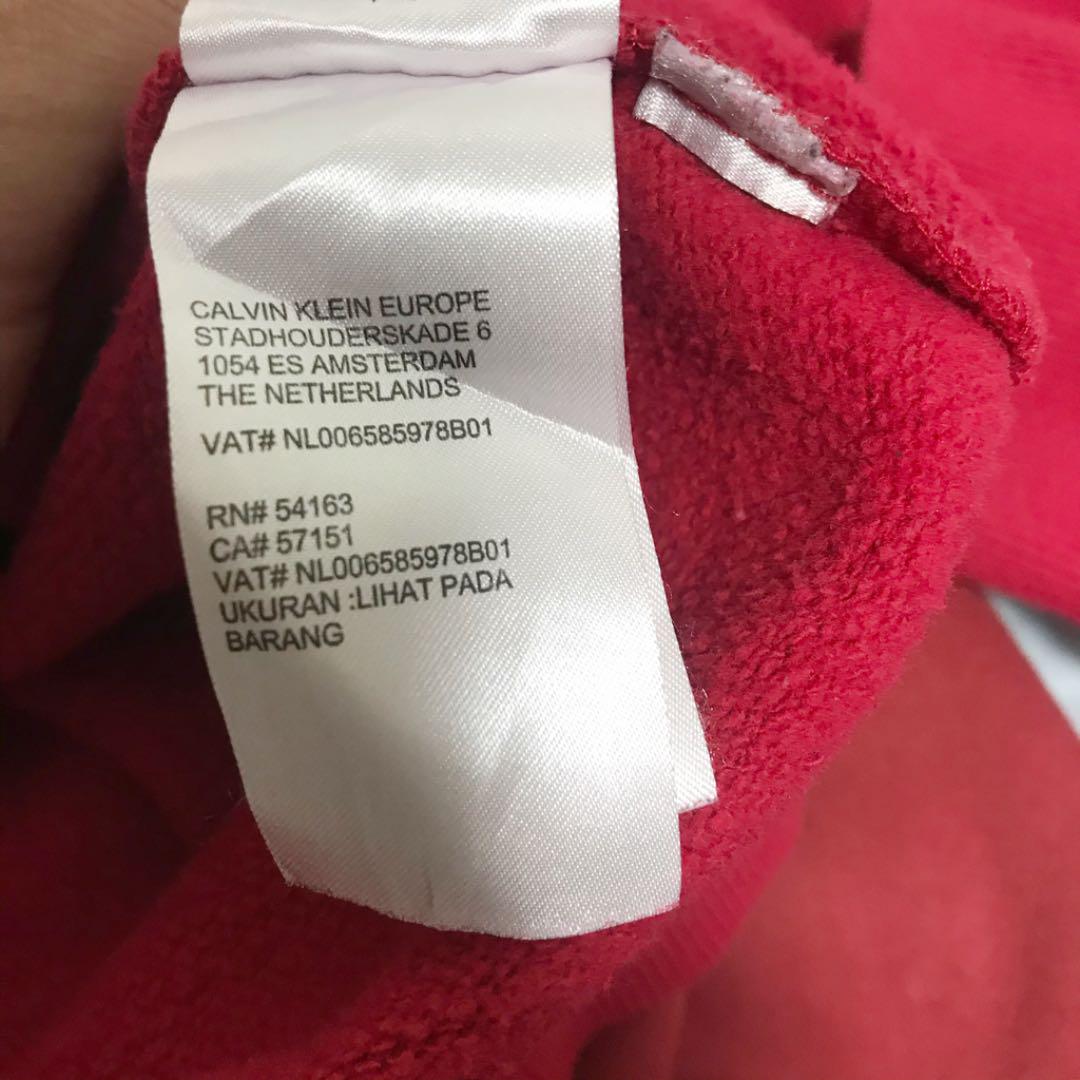 CALVIN KLEIN EUROPE
STADHOUDERSKADE 6
1054 ES AMSTERDAM
THE NETHERLANDS
VAT# NL006585978B01
RN# 54163
CA# 57151
VAT# NL006585978B01
UKURAN :LIHAT PADA
BARANG